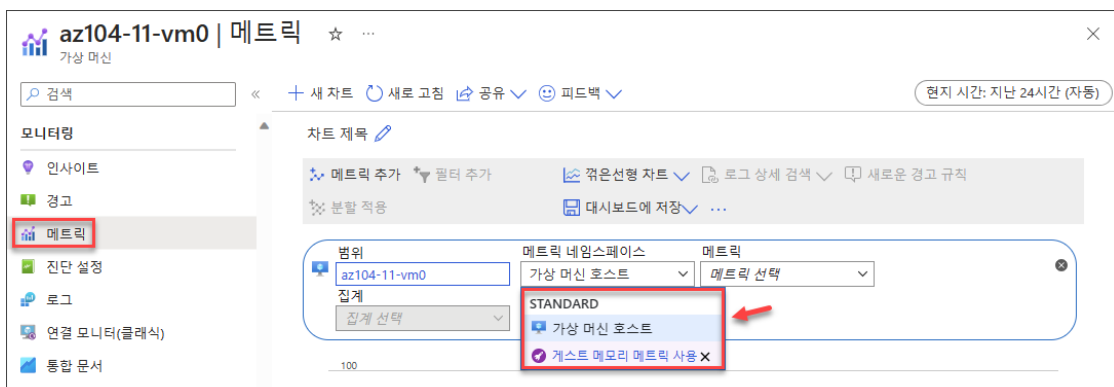 az104-11-vm0 | 메트릭 ☆ ···
가상 머신
검색
« + 새 차트 새로 고침 공유 피드백 현지 시간: 지난 24시간 (자동)
모니터링
차트 제목
인사이트
메트릭 추가 필터 추가 꺾은선형 차트 로그 상세 검색 새로운 경고 규칙
경고
분할 적용 대시보드에 저장 ···
메트릭
범위 메트릭 네임스페이스 메트릭
진단 설정
az104-11-vm0 가상 머신 호스트 메트릭 선택
로그
집계 STANDARD
집계 선택 가상 머신 호스트
연결 모니터(클래식)
게스트 메모리 메트릭 사용
통합 문서
100